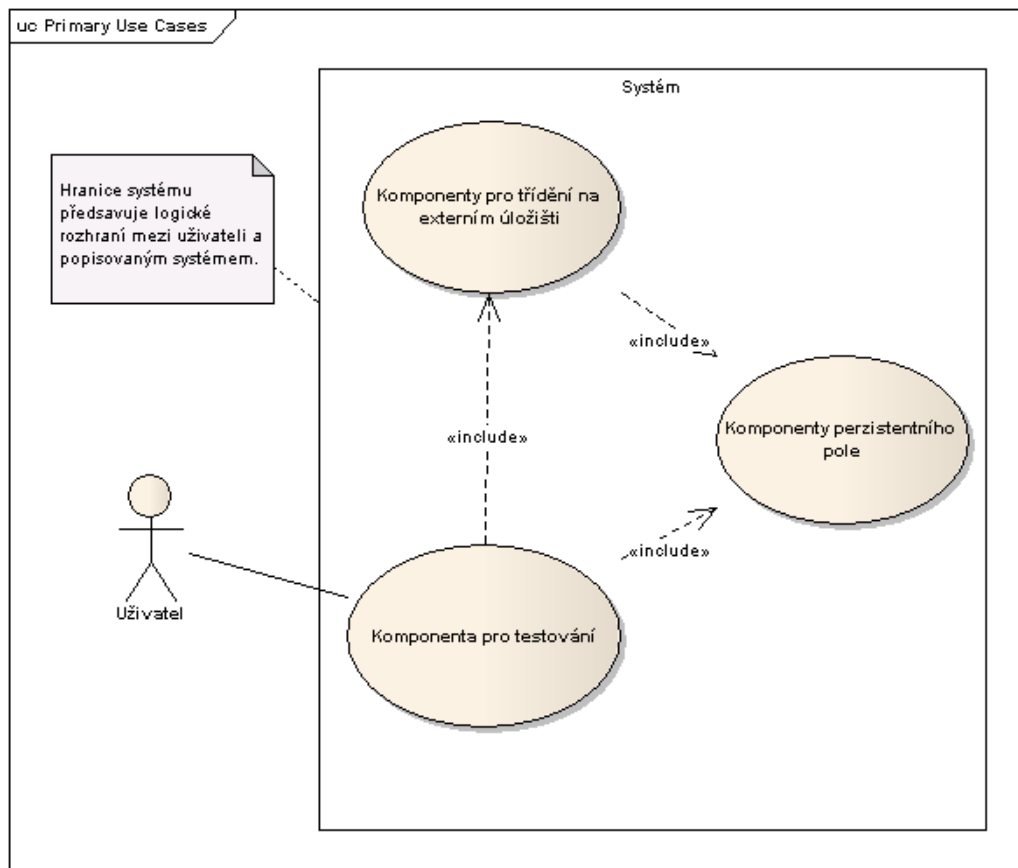 uc Primary Use Cases
Systém
Hranice systému
předsavuje logické
rozhraní mezi uživateli a
popisovaným systémem.
Komponenty pro třídění na
externím úložišti
«include»
Komponenty perzistentního
pole
«include»
«include»
Uživatel
Komponenta pro testování